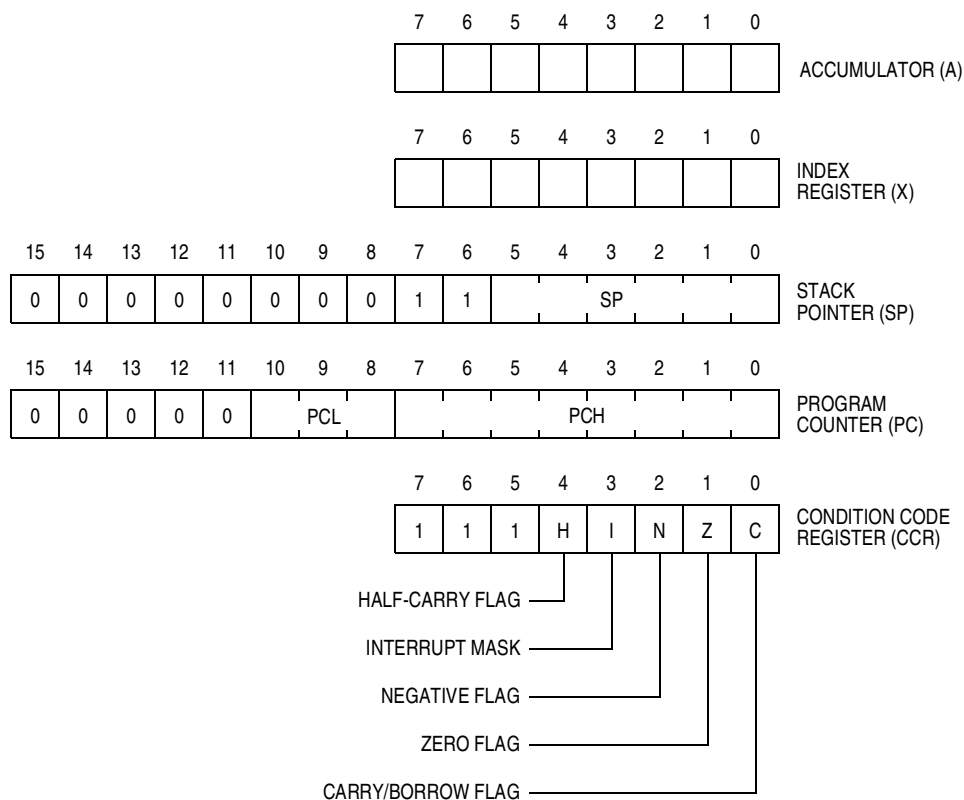 7 6 5 4 3 2 1 0
ACCUMULATOR (A)
7 6 5 4 3 2 1 0
INDEX
REGISTER (X)
15 14 13 12 11 10 9 8 7 6 5 4 3 2 1 0
0 0 0 0 0 0 0 0 1 1 SP
STACK
POINTER (SP)
15 14 13 12 11 10 9 8 7 6 5 4 3 2 1 0
0 0 0 0 0 PCL PCH
PROGRAM
COUNTER (PC)
7 6 5 4 3 2 1 0
1 1 1 H I N Z C
CONDITION CODE
REGISTER (CCR)
HALF-CARRY FLAG
INTERRUPT MASK
NEGATIVE FLAG
ZERO FLAG
CARRY/BORROW FLAG